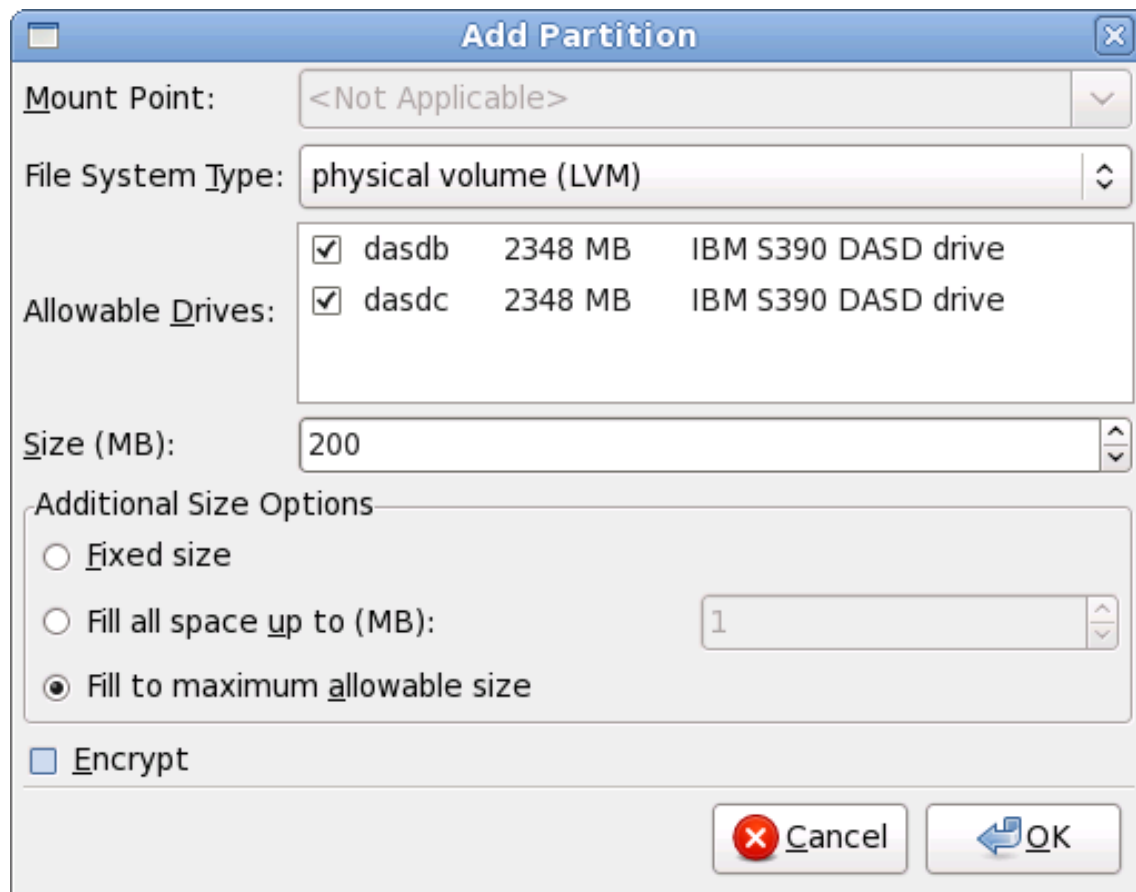 Add Partition
Mount Point: <Not Applicable>
File System Type: physical volume (LVM)
Allowable Drives:
dasdb 2348 MB IBM S390 DASD drive
dasdc 2348 MB IBM S390 DASD drive
Size (MB): 200
Additional Size Options
Fixed size
Fill all space up to (MB): 1
Fill to maximum allowable size
Encrypt
Cancel OK